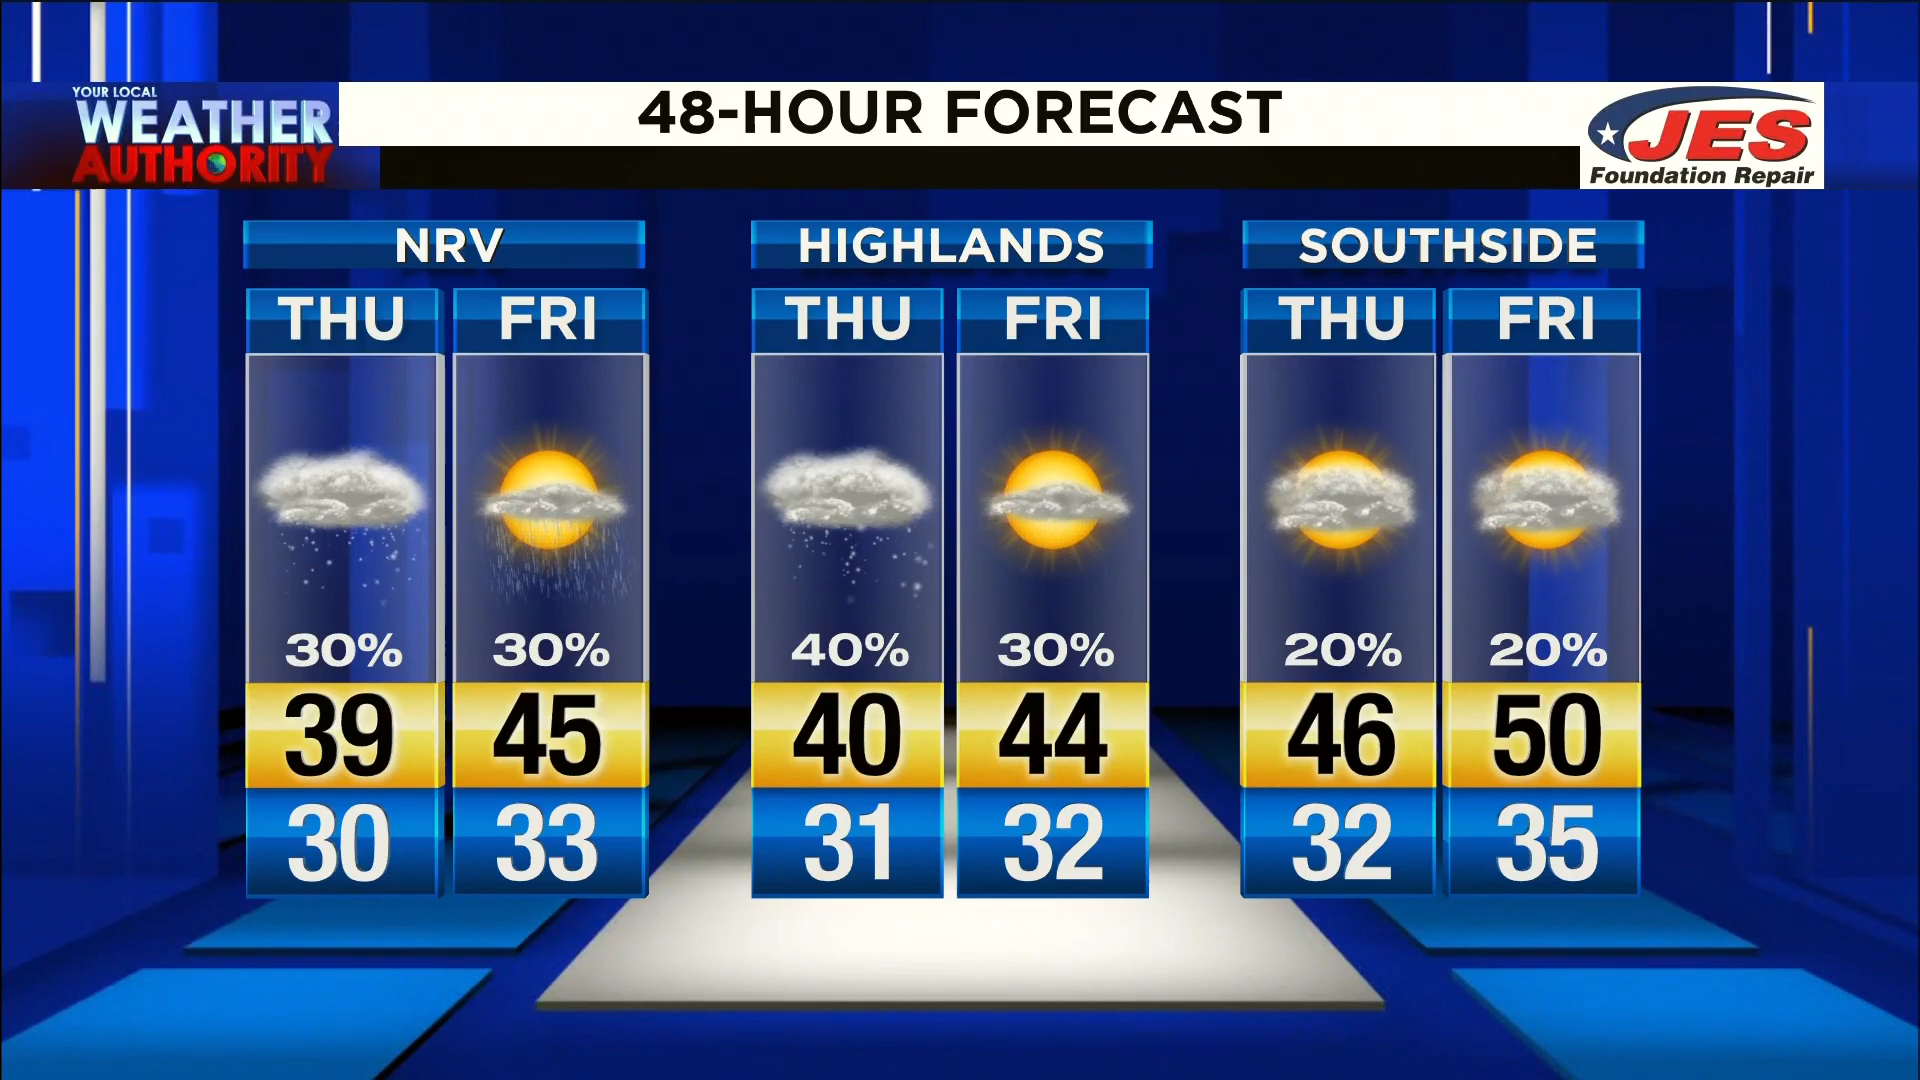 YOUR LOCAL
WEATHER
AUTHORITY
48-HOUR FORECAST
JES
Foundation Repair
NRV
THU FRI
30% 30%
39 45
30 33
HIGHLANDS
THU FRI
40% 30%
40 44
31 32
SOUTHSIDE
THU FRI
20% 20%
46 50
32 35